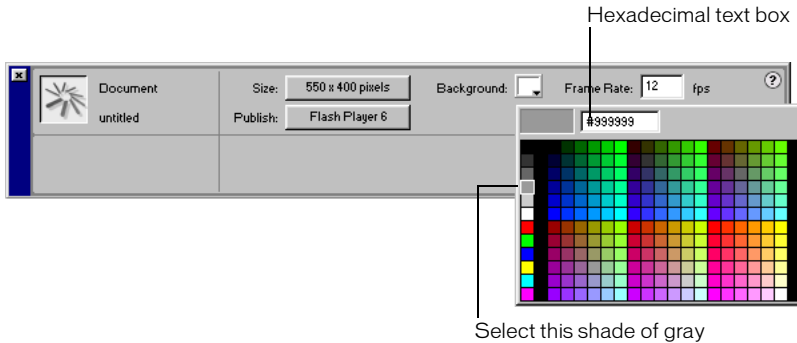 Hexadecimal text box
Document Size: 550 x 400 pixels Background: Frame Rate: 12 fps ?
untitled Publish: Flash Player 6
#999999
Select this shade of gray